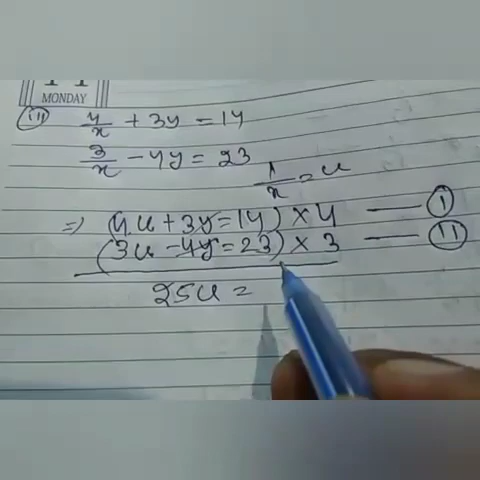 MONDAY
(iii) 4/x + 3y = 14
3/x - 4y = 23
1/x = u
=> (4u + 3y = 14) × 4 —— (I)
(3u - 4y = 23) × 3 —— (II)
25u =